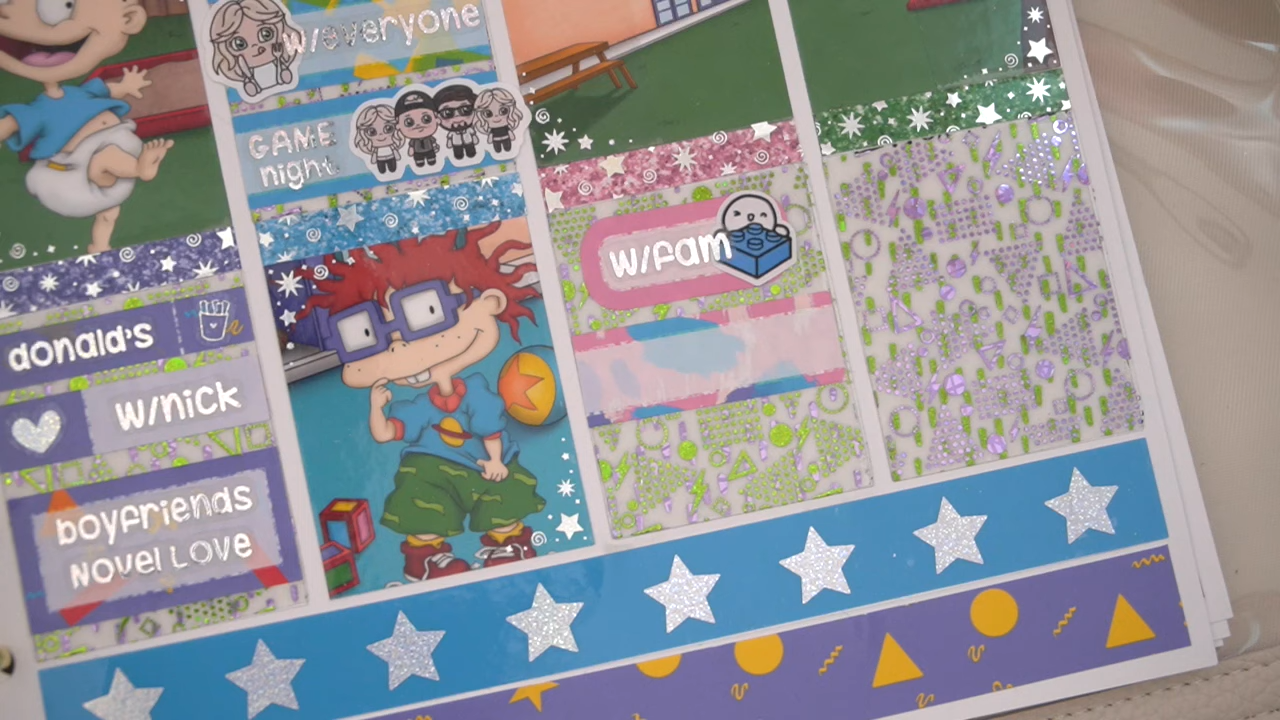 w/everyone
GAME
night
donald's
w/nick
boyfriends
novel love
w/fam